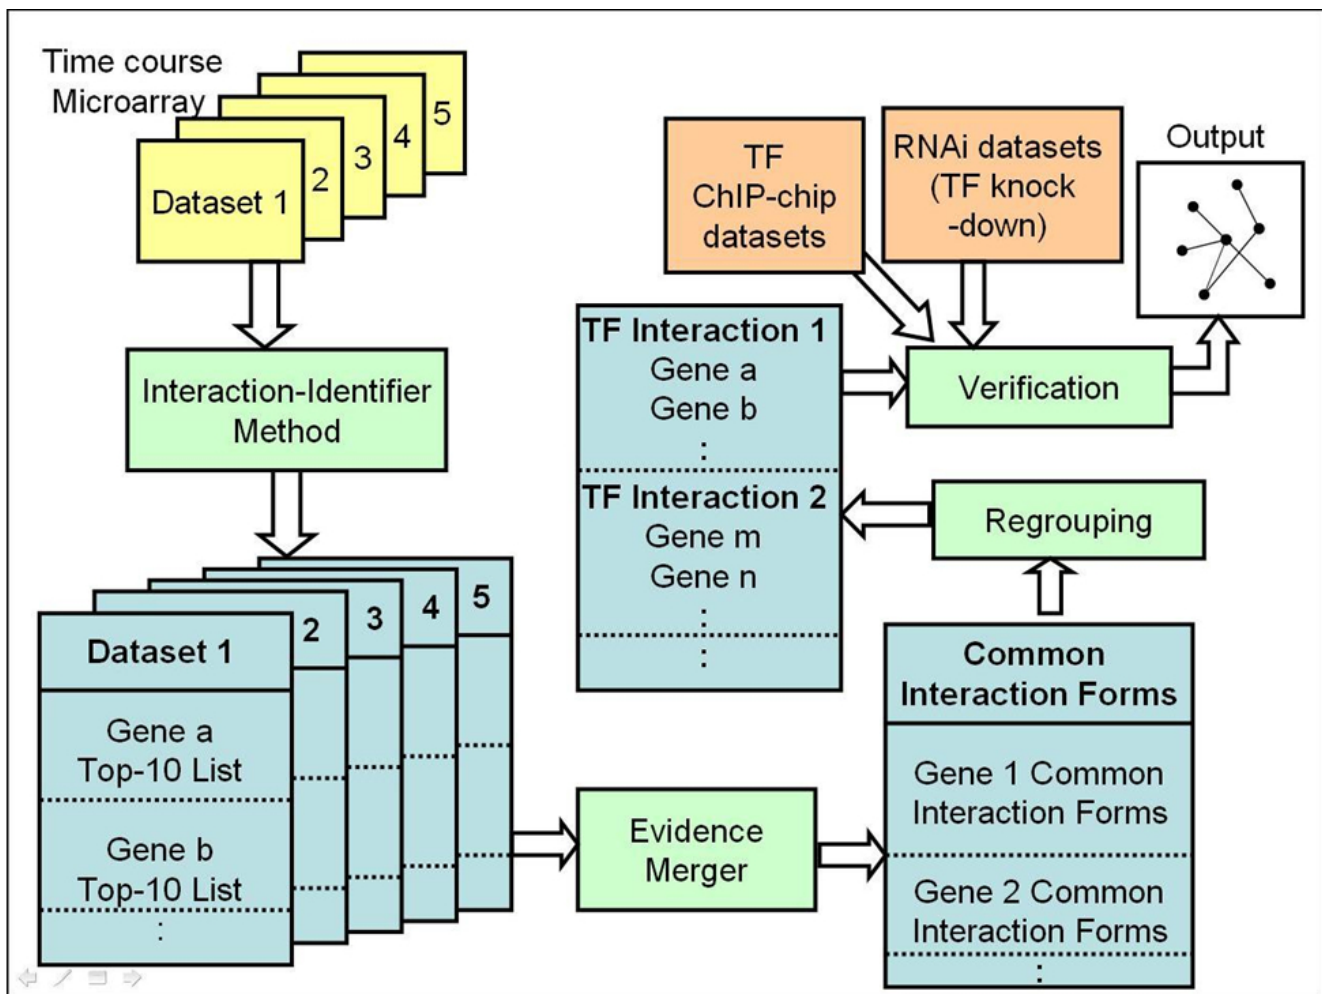 Time course
Microarray
5
4
3
2
Dataset 1
Interaction-Identifier
Method
5
4
3
2
Dataset 1
Gene a
Top-10 List
Gene b
Top-10 List
:
Evidence
Merger
Common
Interaction Forms
Gene 1 Common
Interaction Forms
Gene 2 Common
Interaction Forms
:
Regrouping
TF Interaction 1
Gene a
Gene b
:
TF Interaction 2
Gene m
Gene n
:
:
TF
ChIP-chip
datasets
RNAi datasets
(TF knock
-down)
Verification
Output